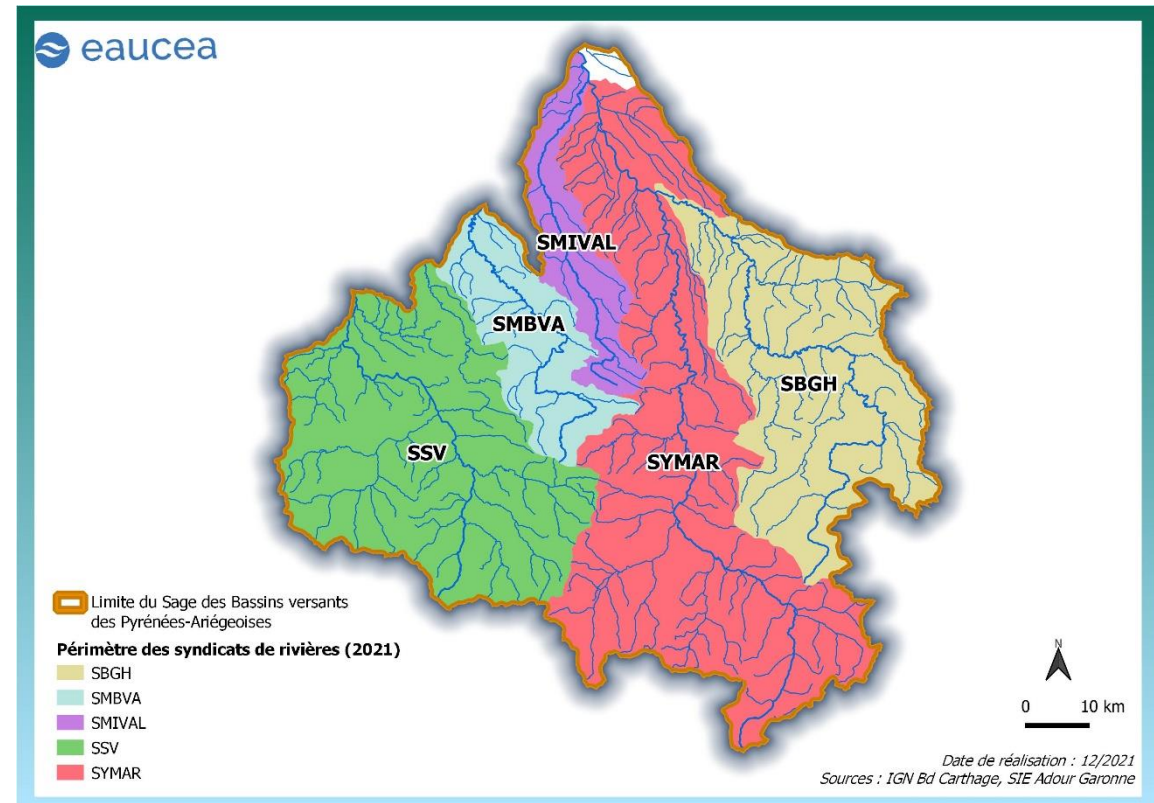 eaucea
SMIVAL
SMBVA
SBGH
SSV
SYMAR
Limite du Sage des Bassins versants
des Pyrénées-Ariégeoises
Périmètre des syndicats de rivières (2021)
SBGH
SMBVA
SMIVAL
SSV
SYMAR
N
0 10 km
Date de réalisation : 12/2021
Sources : IGN Bd Carthage, SIE Adour Garonne